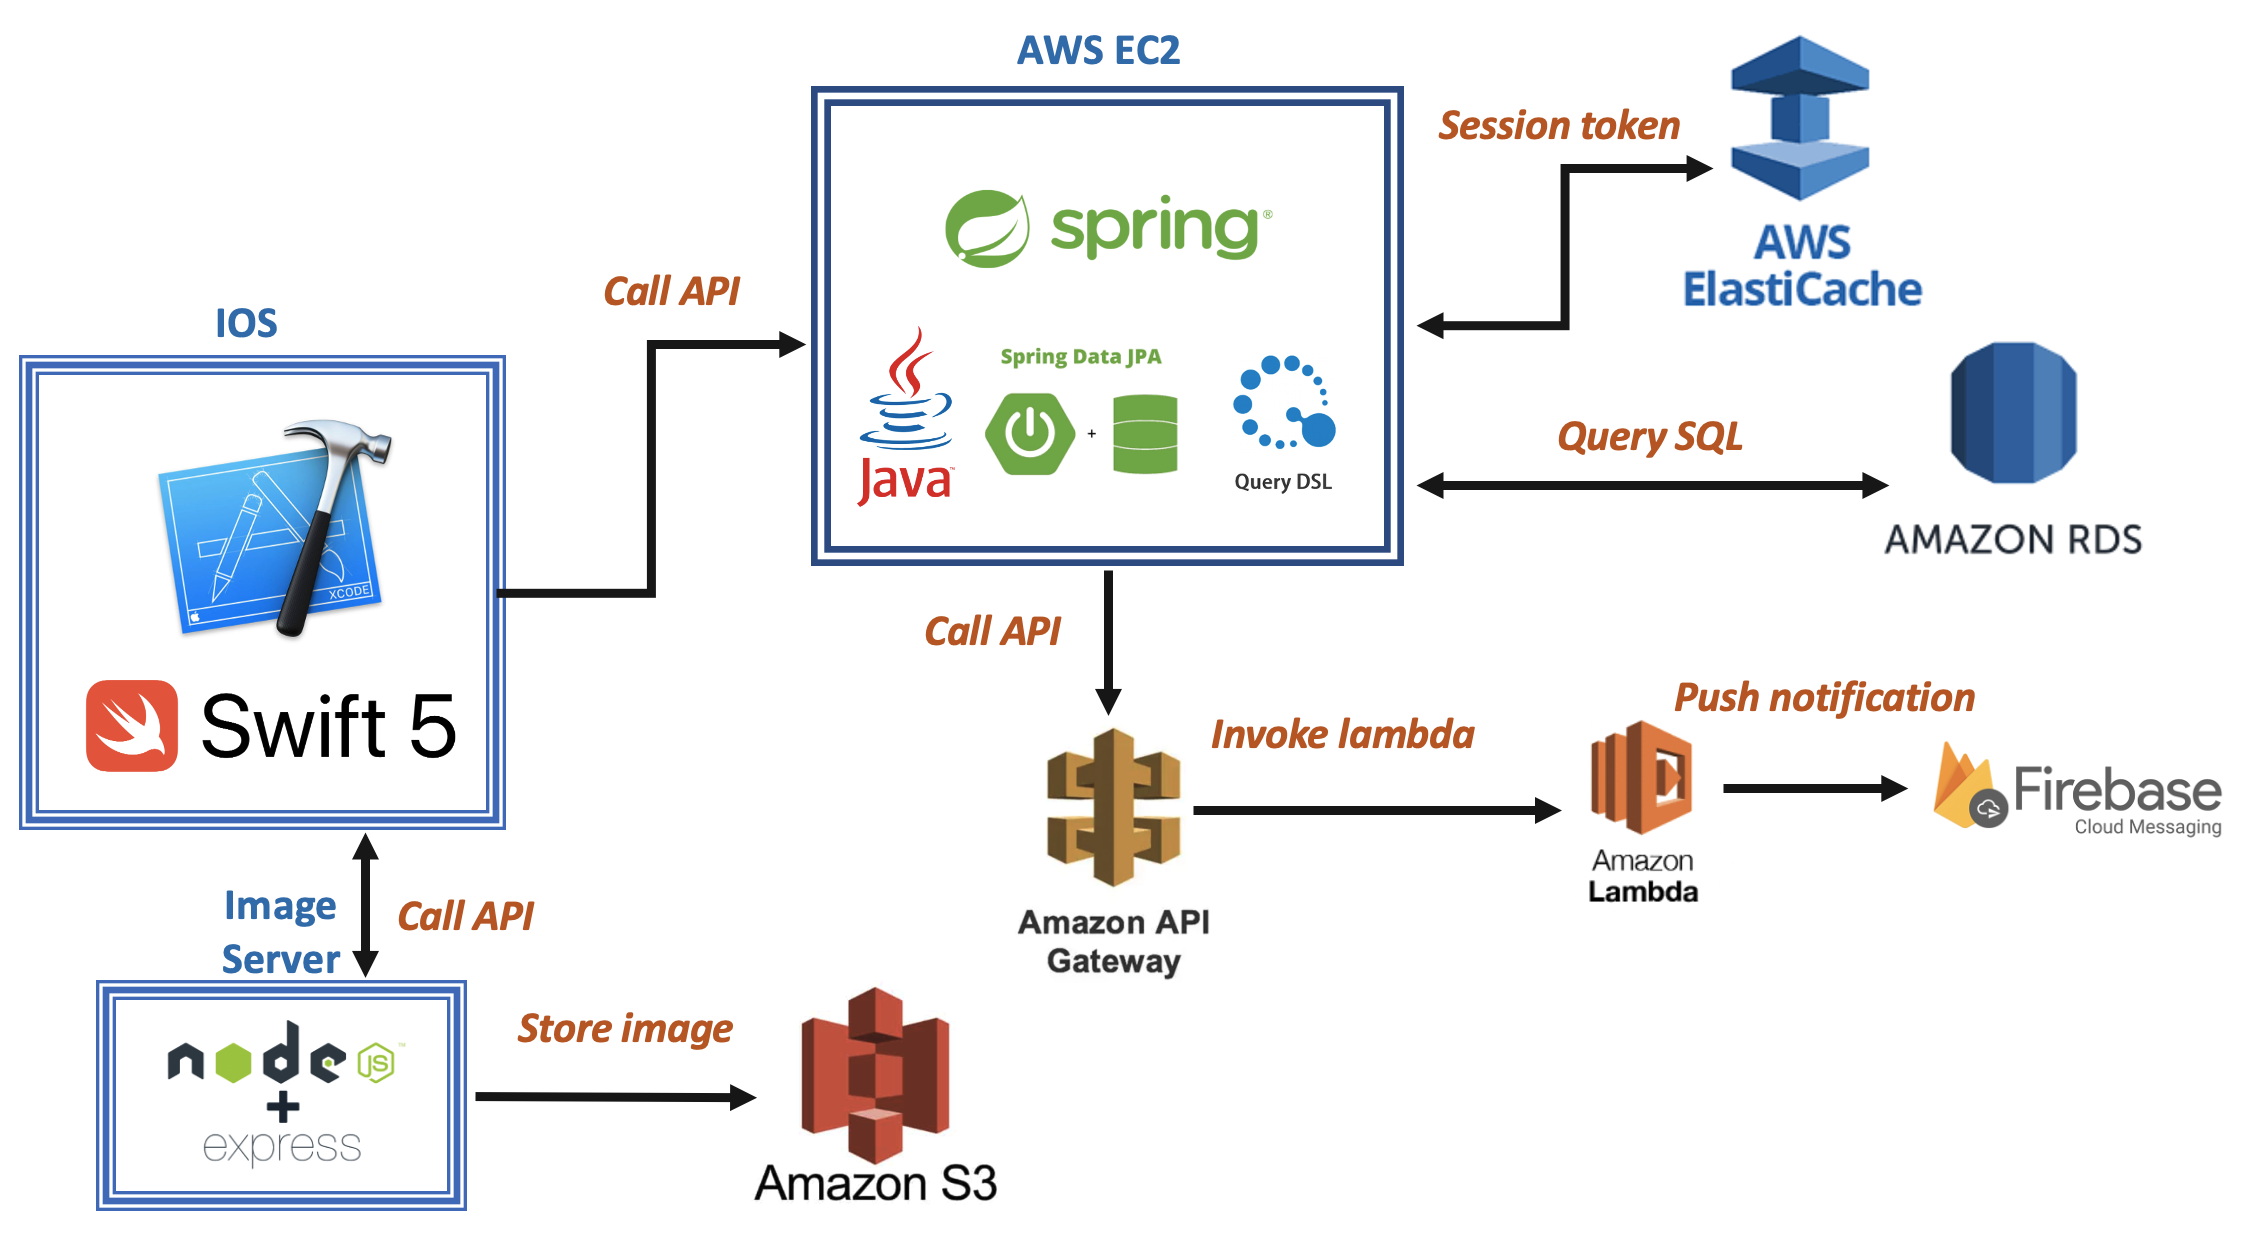 AWS EC2
Session token
spring®
AWS
ElastiCache
Call API
IOS
Spring Data JPA
+
Java™
Query DSL
Query SQL
AMAZON RDS
XCODE
Swift 5
Call API
Invoke lambda
Push notification
Firebase
Cloud Messaging
Amazon
Lambda
Amazon API
Gateway
Image
Server
Call API
node JS™
+
express
Store image
Amazon S3